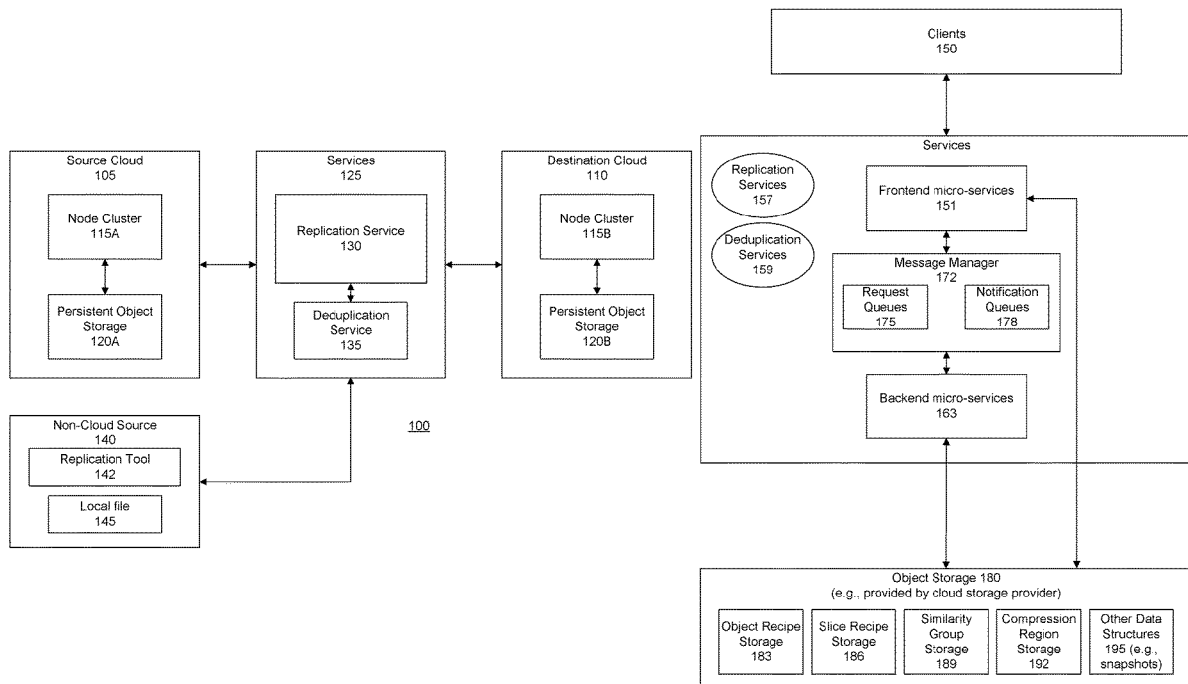 Source Cloud
105
Node Cluster
115A
Persistent Object
Storage
120A
Services
125
Replication Service
130
Deduplication
Service
135
Destination Cloud
110
Node Cluster
115B
Persistent Object
Storage
120B
Non-Cloud Source
140
Replication Tool
142
Local file
145
100
Clients
150
Services
Replication
Services
157
Deduplication
Services
159
Frontend micro-services
151
Message Manager
172
Request
Queues
175
Notification
Queues
178
Backend micro-services
163
Object Storage 180
(e.g., provided by cloud storage provider)
Object Recipe
Storage
183
Slice Recipe
Storage
186
Similarity
Group
Storage
189
Compression
Region
Storage
192
Other Data
Structures
195 (e.g.,
snapshots)